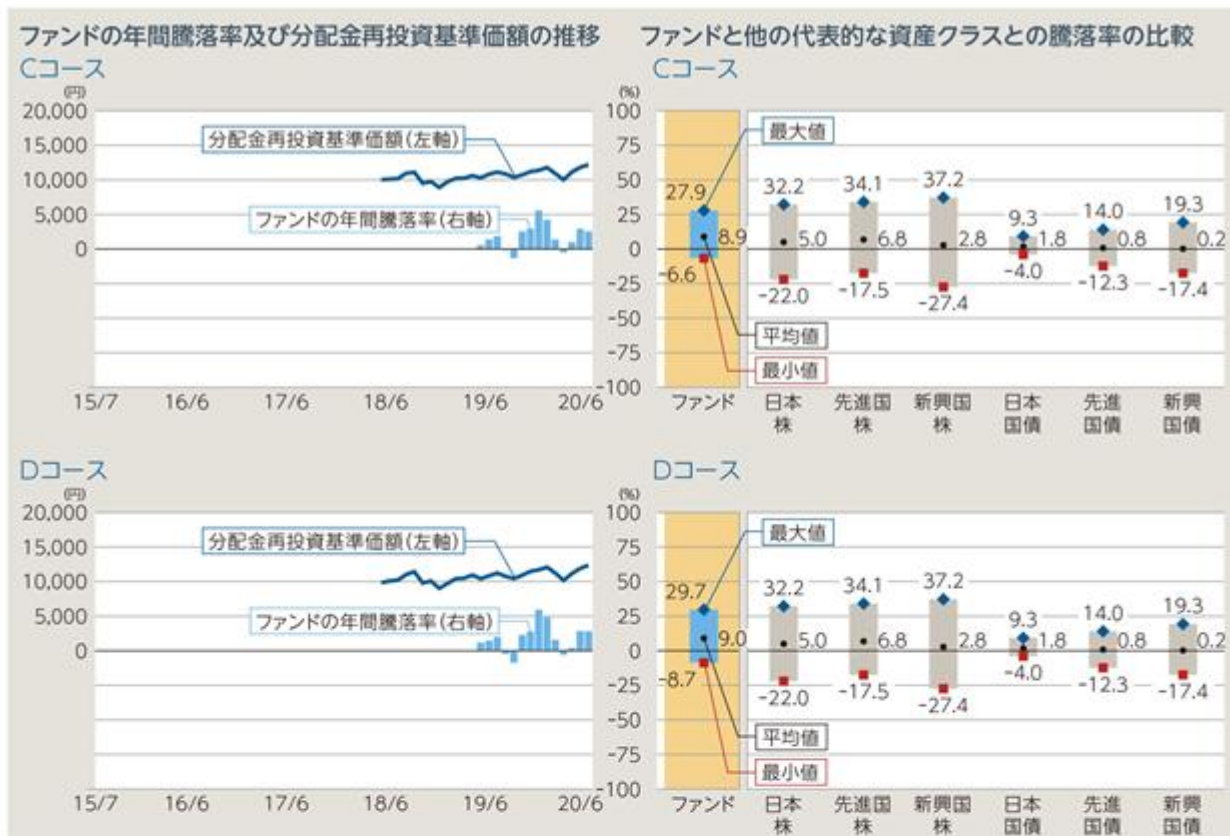 ファンドの年間騰落率及び分配金再投資基準価額の推移
Cコース
(円)
20,000
15,000
10,000
5,000
0
分配金再投資基準価額(左軸)
ファンドの年間騰落率(右軸)
15/7 16/6 17/6 18/6 19/6 20/6
ファンドと他の代表的な資産クラスとの騰落率の比較
Cコース
(%)
100
75
50
25
0
-25
-50
-75
-100
最大値
27.9 32.2 34.1 37.2 9.3 14.0 19.3
8.9 5.0 6.8 2.8 1.8 0.8 0.2
-6.6 -22.0 -17.5 -27.4 -4.0 -12.3 -17.4
平均値
最小値
ファンド 日本株 先進国株 新興国株 日本国債 先進国債 新興国債
Dコース
(円)
20,000
15,000
10,000
5,000
0
分配金再投資基準価額(左軸)
ファンドの年間騰落率(右軸)
15/7 16/6 17/6 18/6 19/6 20/6
Dコース
(%)
100
75
50
25
0
-25
-50
-75
-100
最大値
29.7 32.2 34.1 37.2 9.3 14.0 19.3
9.0 5.0 6.8 2.8 1.8 0.8 0.2
-8.7 -22.0 -17.5 -27.4 -4.0 -12.3 -17.4
平均値
最小値
ファンド 日本株 先進国株 新興国株 日本国債 先進国債 新興国債